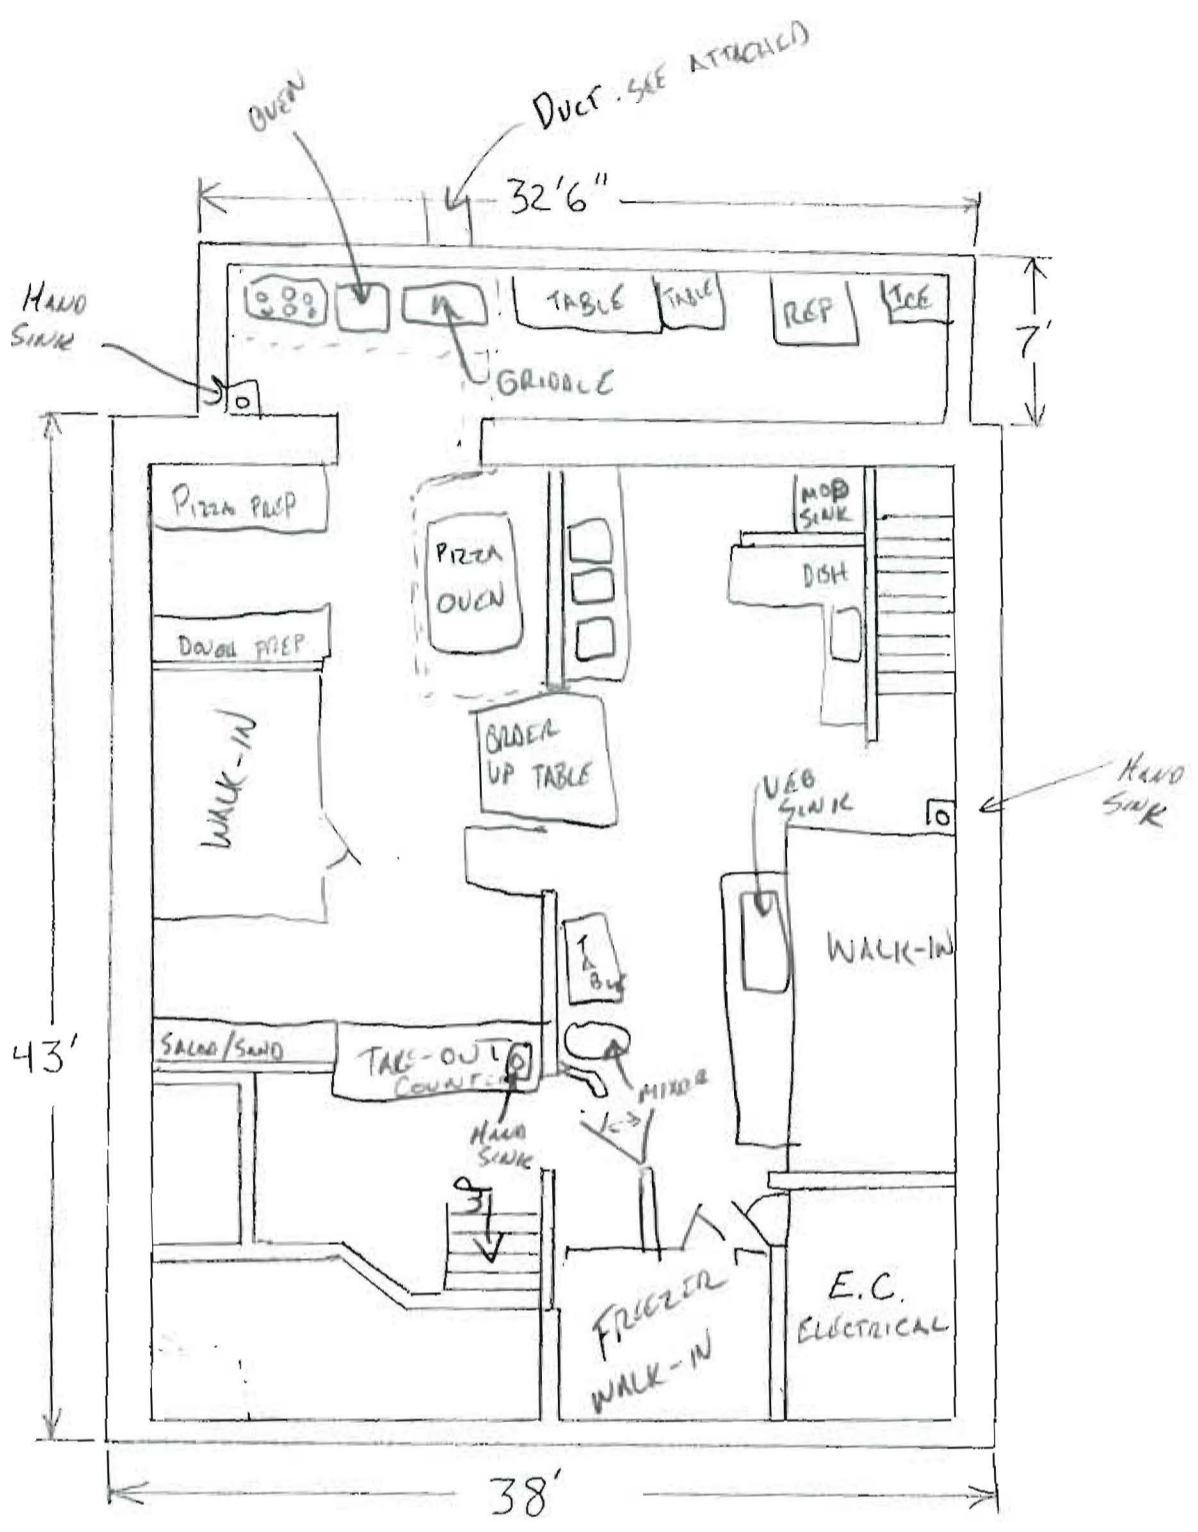 OVEN
DUCT. SEE ATTACHED
32'6"
HAND
SINK
TABLE
TABLE
REF
ICE
7'
GRIDDLE
PIZZA PREP
MOP
SINK
PIZZA
OVEN
DISH
DOUGH PREP
WALK-IN
ORDER
UP TABLE
VEG
SINK
HAND
SINK
WALK-IN
TABLE
43'
SALAD/SAND
TAKE-OUT
COUNTER
MIXER
HAND
SINK
E.C.
ELECTRICAL
FREEZER
WALK-IN
38'